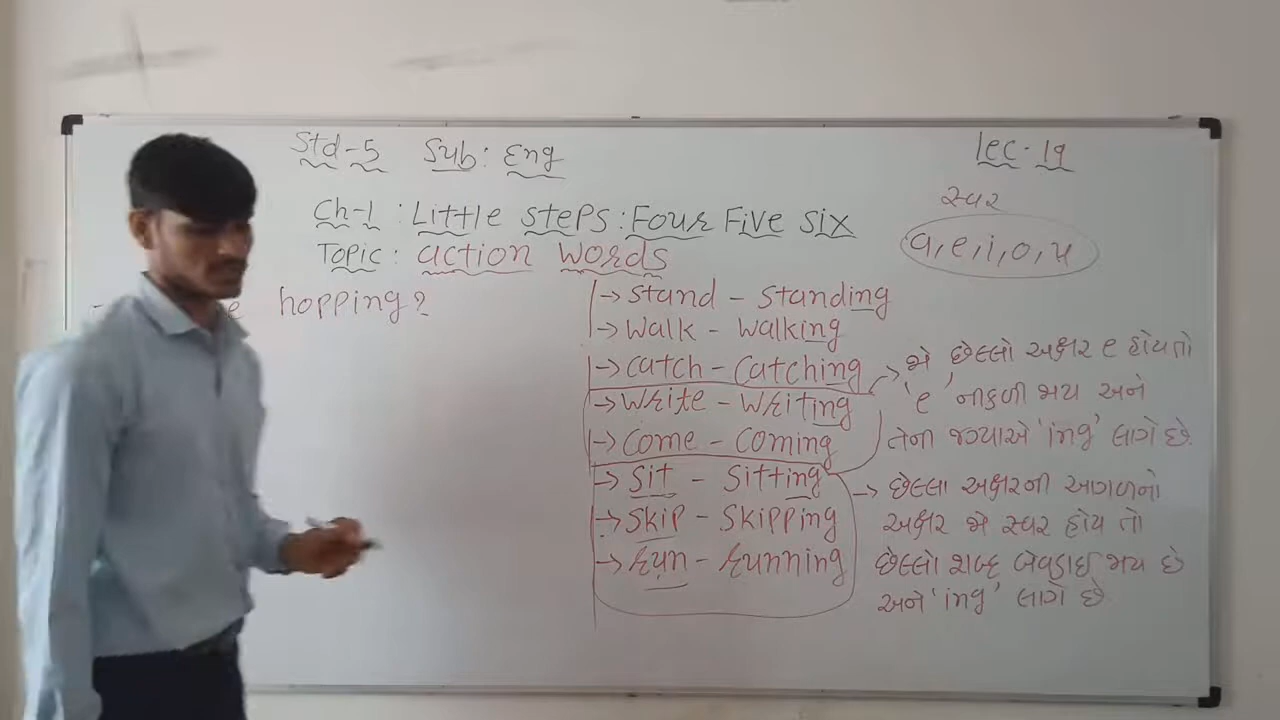 Std-5 Sub: Eng
Lec-19
Ch-1 : Little steps: Four Five six
Topic: action words
સ્વર
a, e, i, o, u
hopping?
→ stand - standing
→ walk - walking
→ catch - catching
→ write - writing
→ come - coming
→ sit - sitting
→ skip - skipping
→ run - running
→ જો છેલ્લો અક્ષર e હોય તો
'e' નીકળી જાય અને
તેના જગ્યાએ 'ing' લાગે છે.
→ છેલ્લા અક્ષરની આગળનો
અક્ષર જો સ્વર હોય તો
છેલ્લો શબ્દ બેવડાઈ જાય છે
અને 'ing' લાગે છે